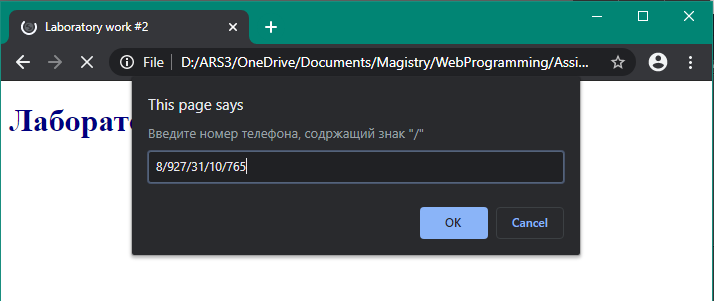 Laboratory work #2
File | D:/ARS3/OneDrive/Documents/Magistry/WebProgramming/Assi...
Лаборат
This page says
Введите номер телефона, содржащий знак "/"
8/927/31/10/765
OK Cancel